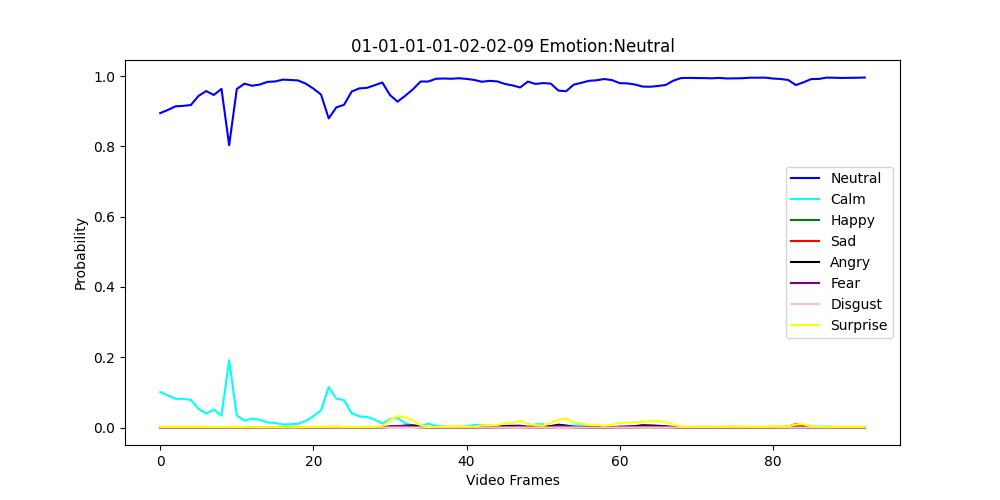 01-01-01-01-02-02-09 Emotion:Neutral
1.0
0.8
0.6
0.4
0.2
0.0
Probability
0 20 40 60 80
Video Frames
Neutral
Calm
Happy
Sad
Angry
Fear
Disgust
Surprise